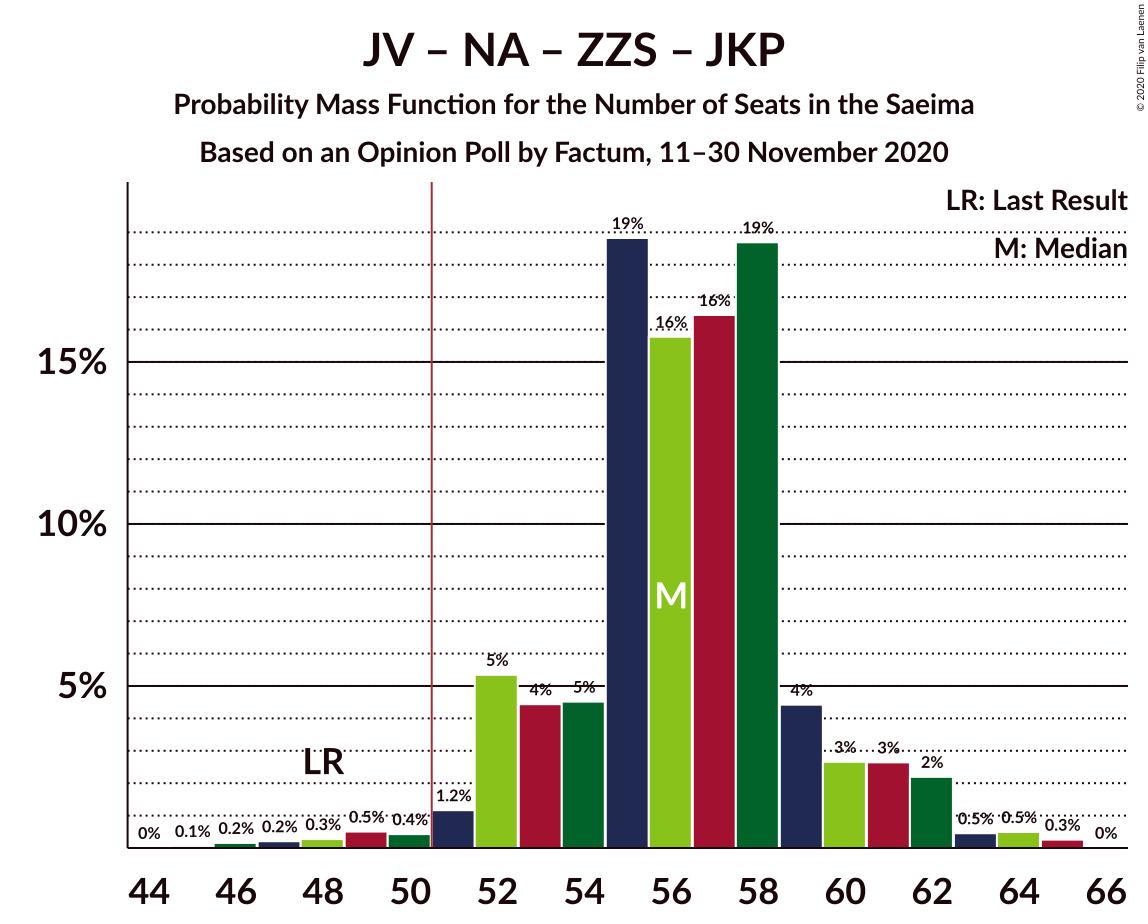 JV – NA – ZZS – JKP
Probability Mass Function for the Number of Seats in the Saeima
Based on an Opinion Poll by Factum, 11–30 November 2020
© 2020 Filip van Laenen
LR: Last Result
M: Median
15%
10%
5%
0%
0.1%
0.2%
0.2%
0.3%
0.5%
0.4%
1.2%
5%
4%
5%
19%
16%
16%
19%
4%
3%
3%
2%
0.5%
0.5%
0.3%
0%
LR
M
44 46 48 50 52 54 56 58 60 62 64 66